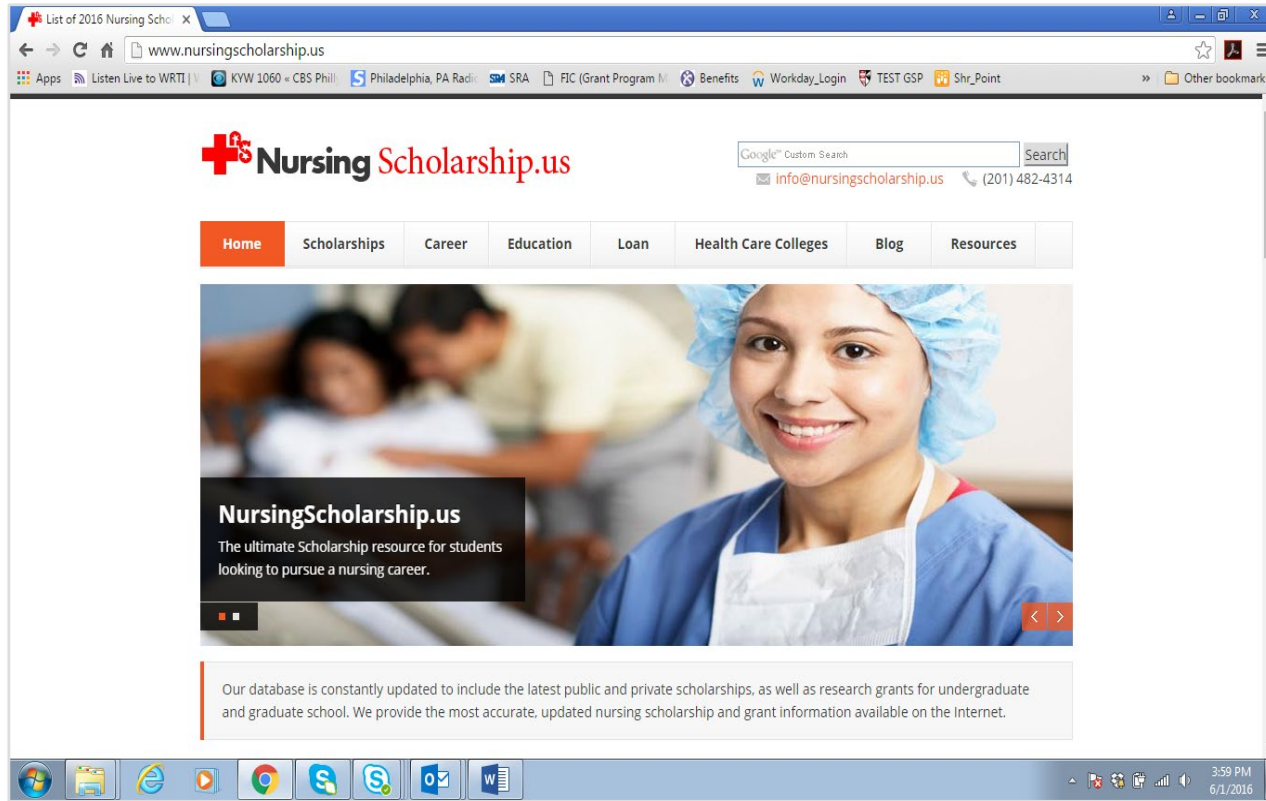 List of 2016 Nursing Schol
www.nursingscholarship.us
Apps Listen Live to WRTI | V KYW 1060 « CBS Phill Philadelphia, PA Radio SRA FIC (Grant Program M Benefits Workday_Login TEST GSP Shr_Point » Other bookmark
Nursing Scholarship.us
Google™ Custom Search Search
info@nursingscholarship.us (201) 482-4314
Home Scholarships Career Education Loan Health Care Colleges Blog Resources
NursingScholarship.us
The ultimate Scholarship resource for students
looking to pursue a nursing career.
Our database is constantly updated to include the latest public and private scholarships, as well as research grants for undergraduate
and graduate school. We provide the most accurate, updated nursing scholarship and grant information available on the Internet.
3:59 PM
6/1/2016